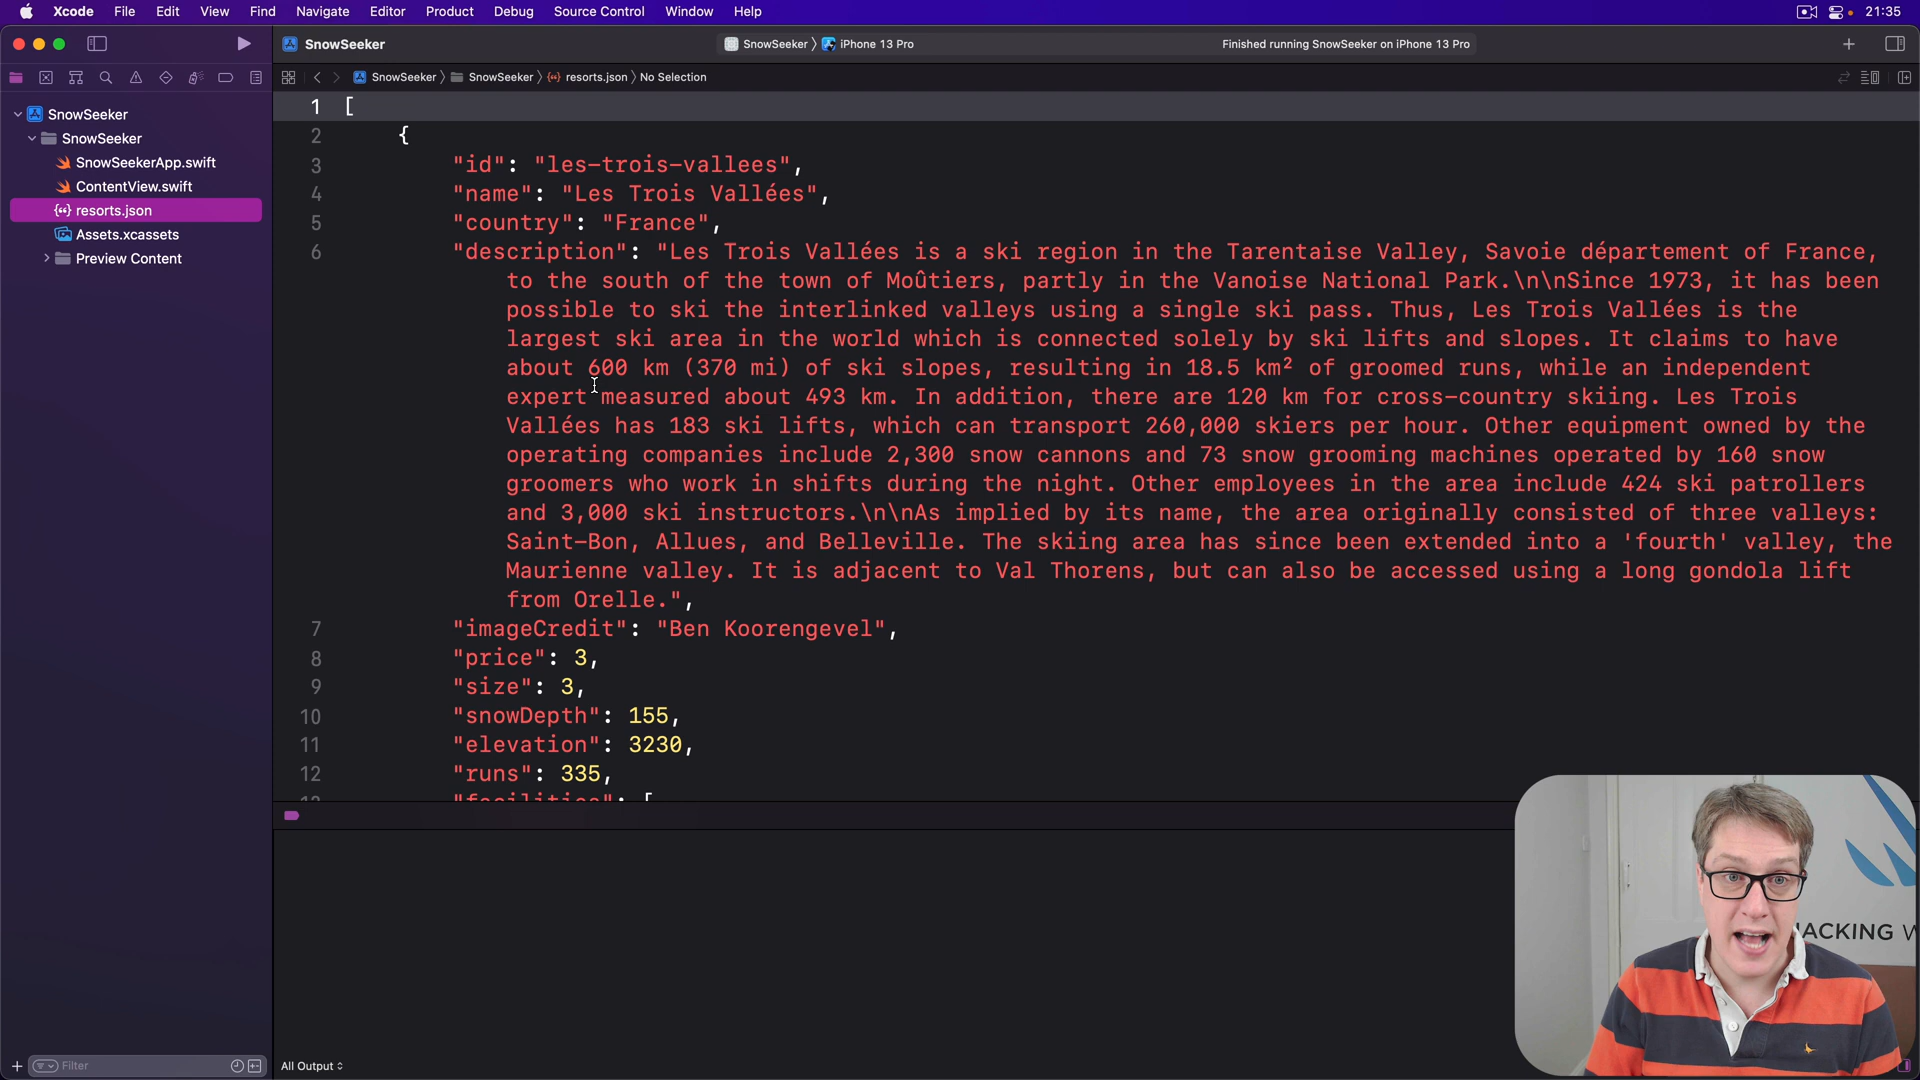 Xcode File Edit View Find Navigate Editor Product Debug Source Control Window Help 21:35
SnowSeeker SnowSeeker iPhone 13 Pro Finished running SnowSeeker on iPhone 13 Pro
SnowSeeker SnowSeeker resorts.json No Selection
SnowSeeker
SnowSeeker
SnowSeekerApp.swift
ContentView.swift
resorts.json
Assets.xcassets
Preview Content
Filter
1 [
2 {
3 "id": "les-trois-vallees",
4 "name": "Les Trois Vallées",
5 "country": "France",
6 "description": "Les Trois Vallées is a ski region in the Tarentaise Valley, Savoie département of France,
to the south of the town of Moûtiers, partly in the Vanoise National Park.\n\nSince 1973, it has been
possible to ski the interlinked valleys using a single ski pass. Thus, Les Trois Vallées is the
largest ski area in the world which is connected solely by ski lifts and slopes. It claims to have
about 600 km (370 mi) of ski slopes, resulting in 18.5 km² of groomed runs, while an independent
expert measured about 493 km. In addition, there are 120 km for cross-country skiing. Les Trois
Vallées has 183 ski lifts, which can transport 260,000 skiers per hour. Other equipment owned by the
operating companies include 2,300 snow cannons and 73 snow grooming machines operated by 160 snow
groomers who work in shifts during the night. Other employees in the area include 424 ski patrollers
and 3,000 ski instructors.\n\nAs implied by its name, the area originally consisted of three valleys:
Saint-Bon, Allues, and Belleville. The skiing area has since been extended into a 'fourth' valley, the
Maurienne valley. It is adjacent to Val Thorens, but can also be accessed using a long gondola lift
from Orelle.",
7 "imageCredit": "Ben Koorengevel",
8 "price": 3,
9 "size": 3,
10 "snowDepth": 155,
11 "elevation": 3230,
12 "runs": 335,
13 "facilities": [
All Output
ACKING W